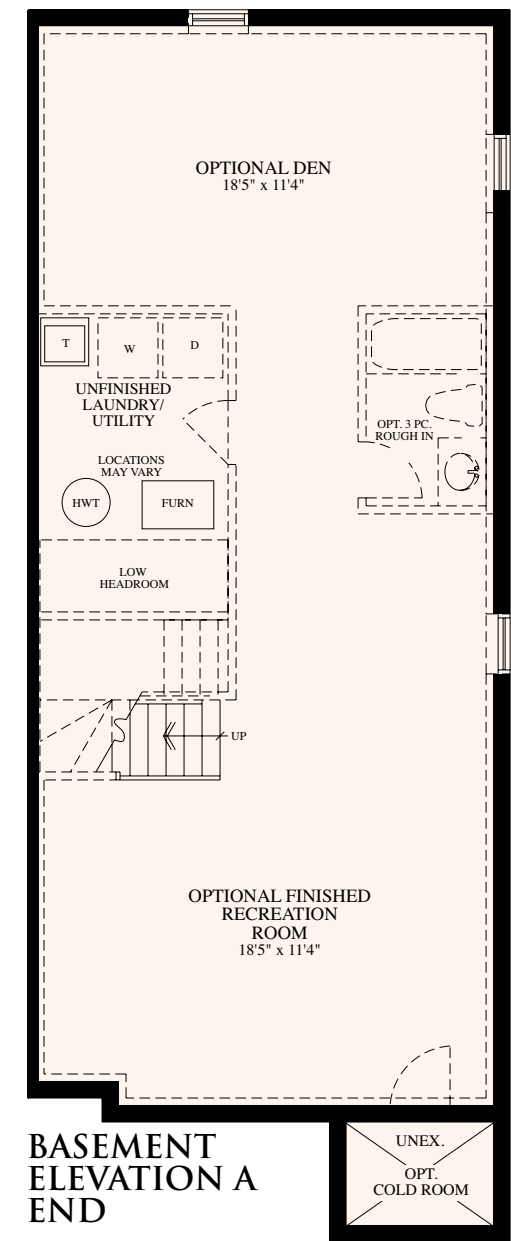 OPTIONAL DEN
18'5" x 11'4"
T
W
D
UNFINISHED
LAUNDRY/
UTILITY
OPT. 3 PC.
ROUGH IN
LOCATIONS
MAY VARY
HWT
FURN
LOW
HEADROOM
UP
OPTIONAL FINISHED
RECREATION
ROOM
18'5" x 11'4"
BASEMENT
ELEVATION A
END
UNEX.
OPT.
COLD ROOM